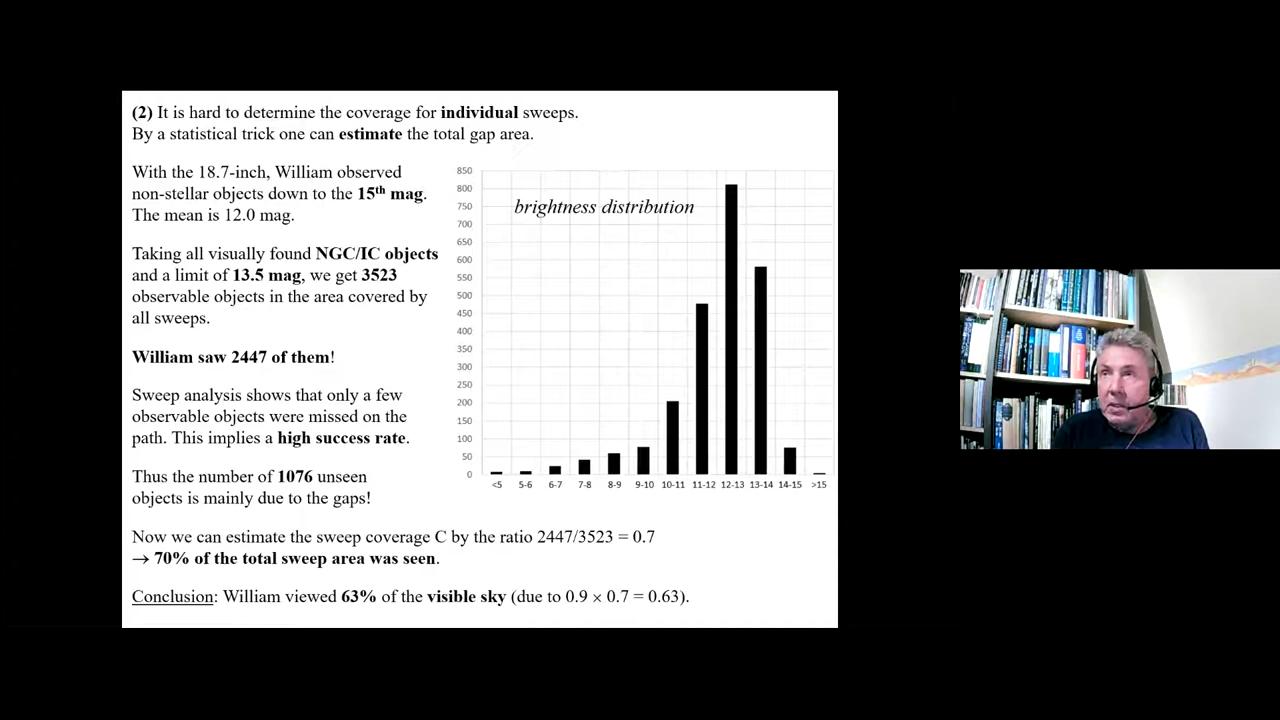 (2) It is hard to determine the coverage for individual sweeps.
By a statistical trick one can estimate the total gap area.
With the 18.7-inch, William observed
non-stellar objects down to the 15th mag.
The mean is 12.0 mag.
Taking all visually found NGC/IC objects
and a limit of 13.5 mag, we get 3523
observable objects in the area covered by
all sweeps.
William saw 2447 of them!
Sweep analysis shows that only a few
observable objects were missed on the
path. This implies a high success rate.
Thus the number of 1076 unseen
objects is mainly due to the gaps!
brightness distribution
850
800
750
700
650
600
550
500
450
400
350
300
250
200
150
100
50
0
<5 5-6 6-7 7-8 8-9 9-10 10-11 11-12 12-13 13-14 14-15 >15
Now we can estimate the sweep coverage C by the ratio 2447/3523 = 0.7
→ 70% of the total sweep area was seen.
Conclusion: William viewed 63% of the visible sky (due to 0.9 × 0.7 = 0.63).